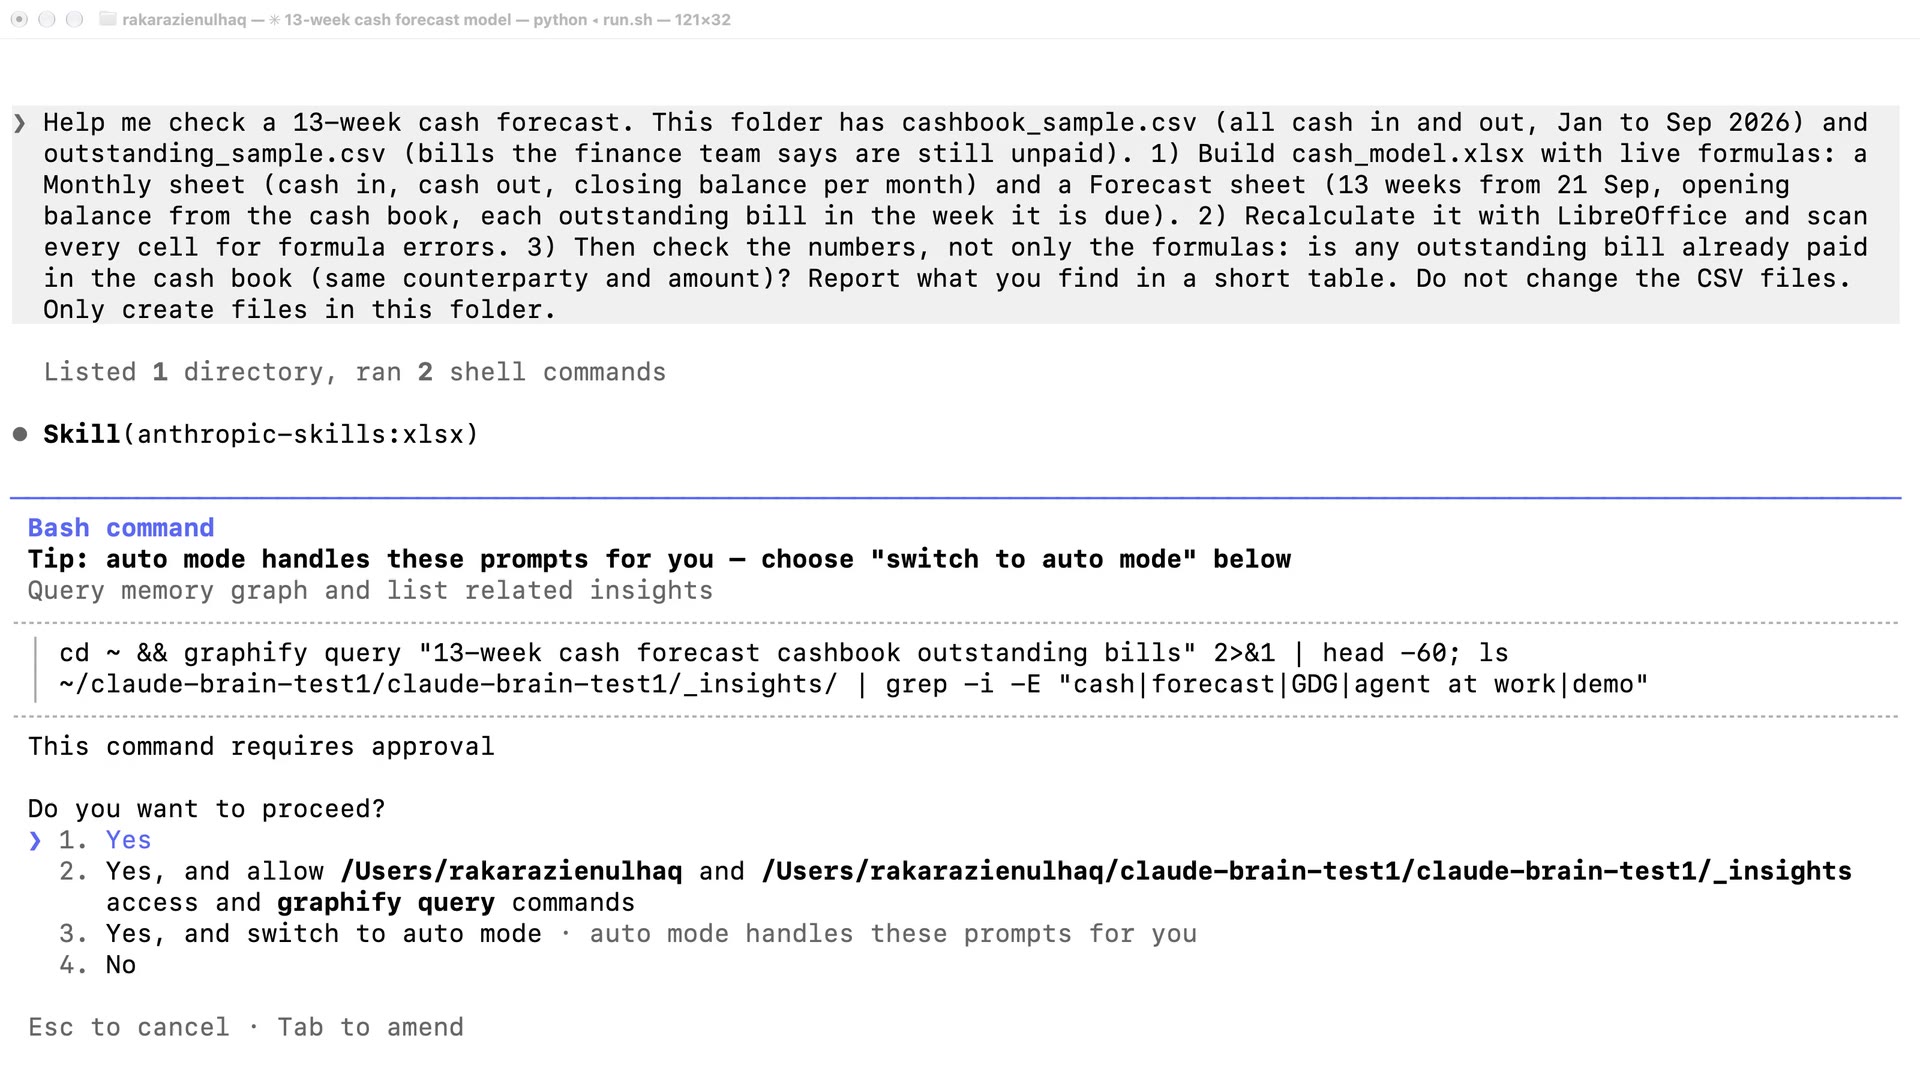 rakarazienulhaq — ✳ 13-week cash forecast model — python ◂ run.sh — 121×32
❯ Help me check a 13-week cash forecast. This folder has cashbook_sample.csv (all cash in and out, Jan to Sep 2026) and
outstanding_sample.csv (bills the finance team says are still unpaid). 1) Build cash_model.xlsx with live formulas: a
Monthly sheet (cash in, cash out, closing balance per month) and a Forecast sheet (13 weeks from 21 Sep, opening
balance from the cash book, each outstanding bill in the week it is due). 2) Recalculate it with LibreOffice and scan
every cell for formula errors. 3) Then check the numbers, not only the formulas: is any outstanding bill already paid
in the cash book (same counterparty and amount)? Report what you find in a short table. Do not change the CSV files.
Only create files in this folder.
Listed 1 directory, ran 2 shell commands
● Skill(anthropic-skills:xlsx)
Bash command
Tip: auto mode handles these prompts for you — choose "switch to auto mode" below
Query memory graph and list related insights
cd ~ && graphify query "13-week cash forecast cashbook outstanding bills" 2>&1 | head -60; ls
~/claude-brain-test1/claude-brain-test1/_insights/ | grep -i -E "cash|forecast|GDG|agent at work|demo"
This command requires approval
Do you want to proceed?
❯ 1. Yes
2. Yes, and allow /Users/rakarazienulhaq and /Users/rakarazienulhaq/claude-brain-test1/claude-brain-test1/_insights
access and graphify query commands
3. Yes, and switch to auto mode · auto mode handles these prompts for you
4. No
Esc to cancel · Tab to amend